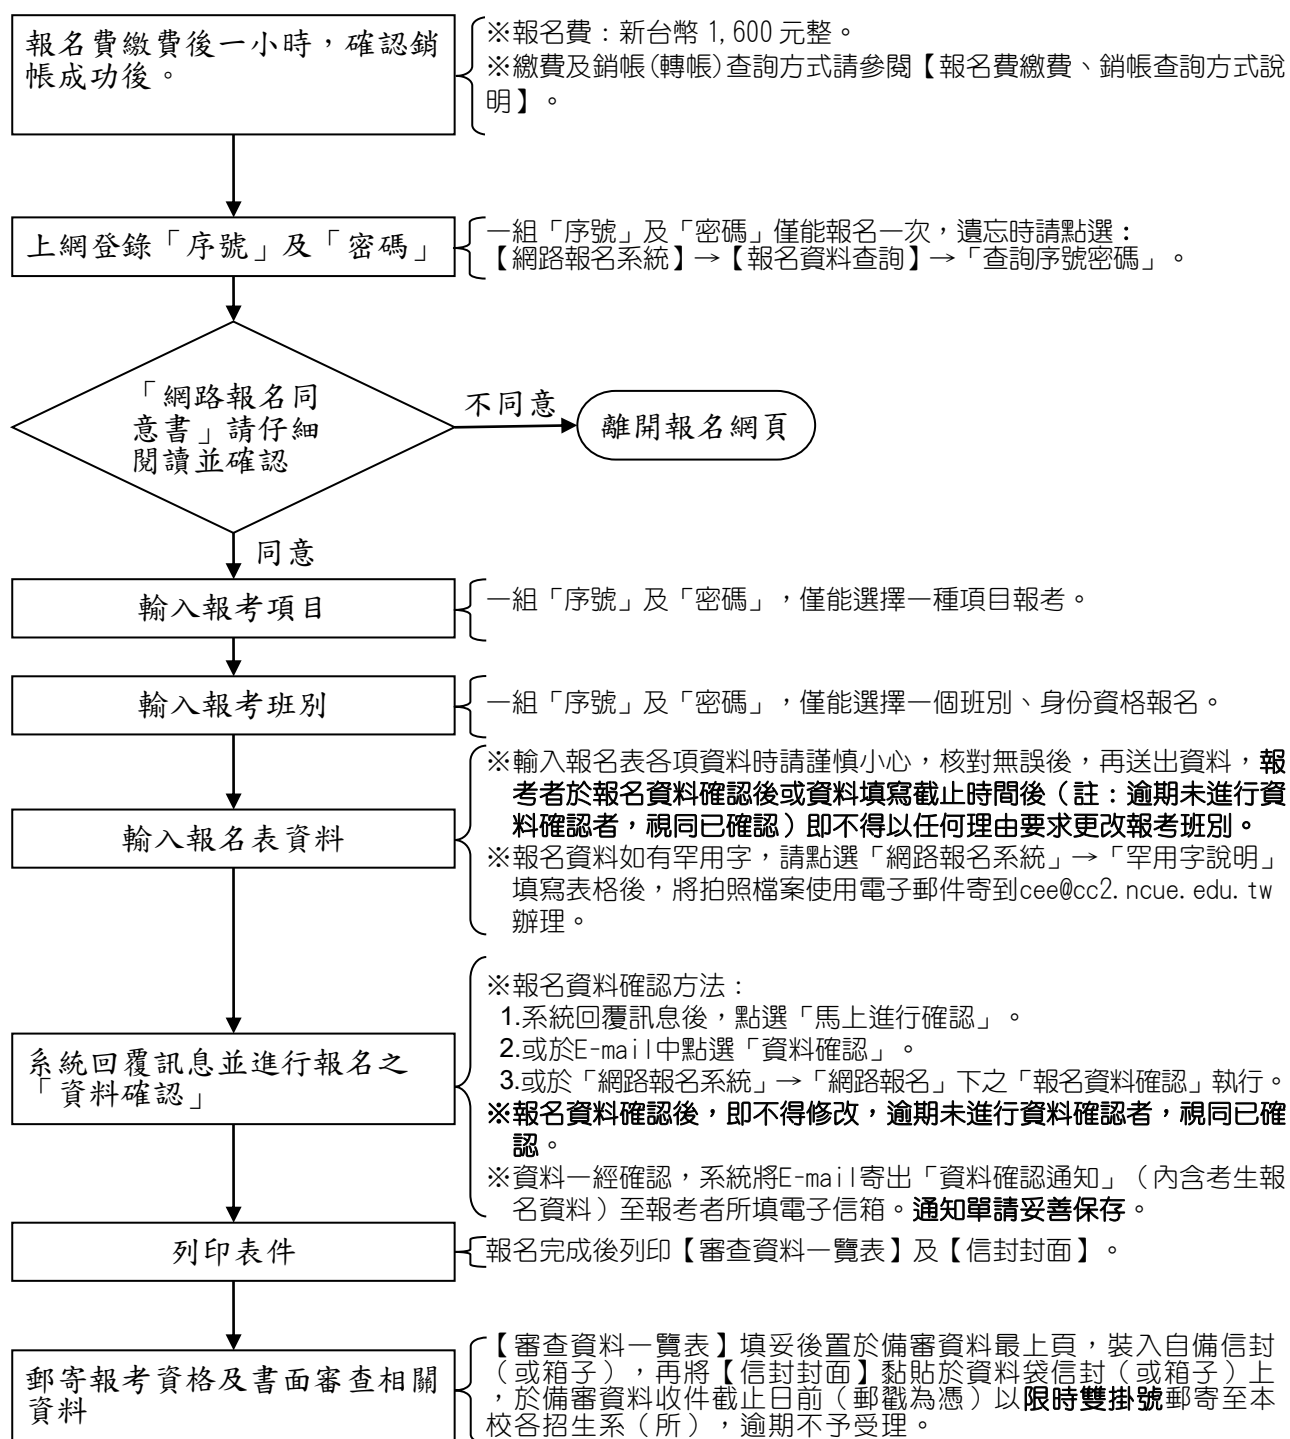 報名費繳費後一小時，確認銷
帳成功後。
※報名費：新台幣 1,600 元整。
※繳費及銷帳(轉帳)查詢方式請參閱【報名費繳費、銷帳查詢方式說
明】。
上網登錄「序號」及「密碼」
一組「序號」及「密碼」僅能報名一次，遺忘時請點選：
【網路報名系統】→【報名資料查詢】→「查詢序號密碼」。
「網路報名同
意書」請仔細
閱讀並確認
不同意
離開報名網頁
同意
輸入報考項目
一組「序號」及「密碼」，僅能選擇一種項目報考。
輸入報考班別
一組「序號」及「密碼」，僅能選擇一個班別、身份資格報名。
輸入報名表資料
※輸入報名表各項資料時請謹慎小心，核對無誤後，再送出資料，報
考者於報名資料確認後或資料填寫截止時間後（註：逾期未進行資
料確認者，視同已確認）即不得以任何理由要求更改報考班別。
※報名資料如有罕用字，請點選「網路報名系統」→「罕用字說明」
填寫表格後，將拍照檔案使用電子郵件寄到cee@cc2.ncue.edu.tw
辦理。
系統回覆訊息並進行報名之
「資料確認」
※報名資料確認方法：
1.系統回覆訊息後，點選「馬上進行確認」。
2.或於E-mail中點選「資料確認」。
3.或於「網路報名系統」→「網路報名」下之「報名資料確認」執行。
※報名資料確認後，即不得修改，逾期未進行資料確認者，視同已確
認。
※資料一經確認，系統將E-mail寄出「資料確認通知」（內含考生報
名資料）至報考者所填電子信箱。通知單請妥善保存。
列印表件
報名完成後列印【審查資料一覽表】及【信封封面】。
郵寄報考資格及書面審查相關
資料
【審查資料一覽表】填妥後置於備審資料最上頁，裝入自備信封
（或箱子），再將【信封封面】黏貼於資料袋信封（或箱子）上
，於備審資料收件截止日前（郵戳為憑）以限時雙掛號郵寄至本
校各招生系（所），逾期不予受理。